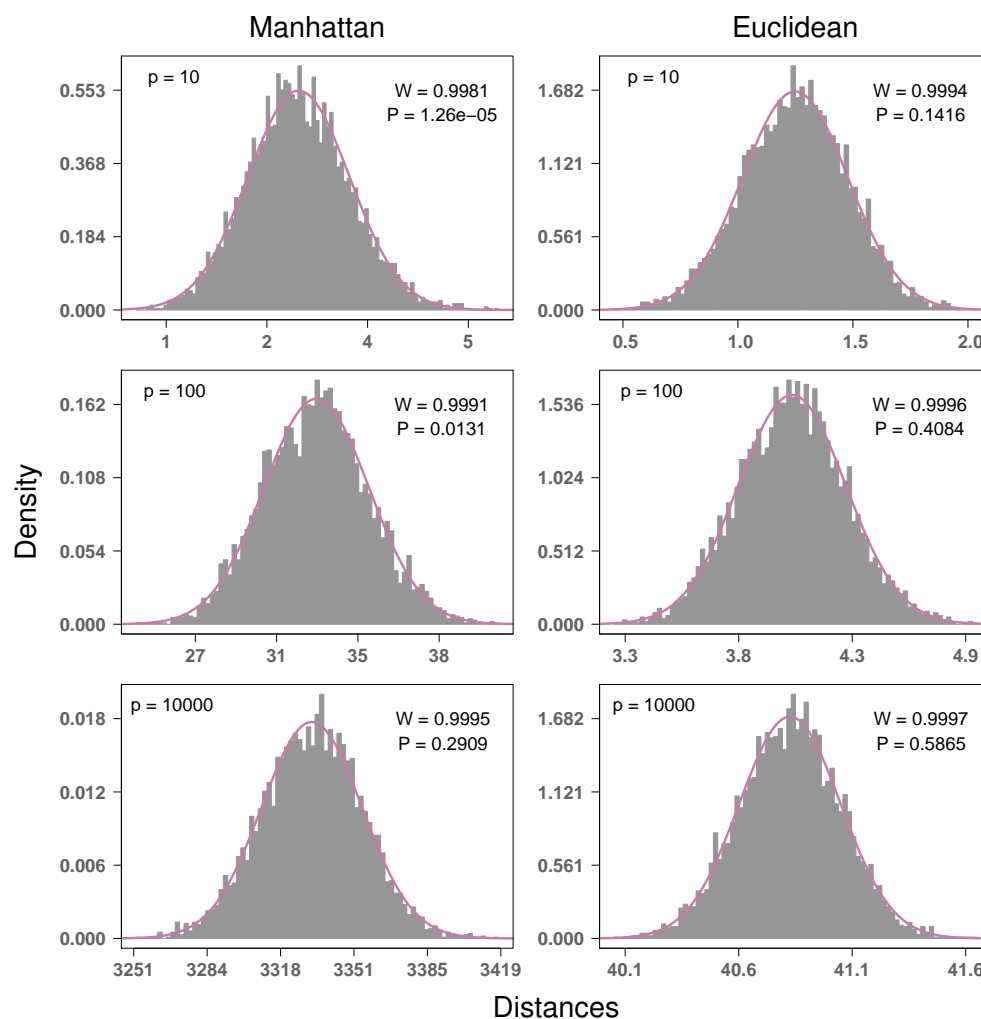 Manhattan
Euclidean
p = 10
W = 0.9981
P = 1.26e−05
0.553
0.368
0.184
0.000
1 2 4 5
p = 10
W = 0.9994
P = 0.1416
1.682
1.121
0.561
0.000
0.5 1.0 1.5 2.0
p = 100
W = 0.9991
P = 0.0131
0.162
0.108
0.054
0.000
27 31 35 38
p = 100
W = 0.9996
P = 0.4084
1.536
1.024
0.512
0.000
3.3 3.8 4.3 4.9
p = 10000
W = 0.9995
P = 0.2909
0.018
0.012
0.006
0.000
3251 3284 3318 3351 3385 3419
p = 10000
W = 0.9997
P = 0.5865
1.682
1.121
0.561
0.000
40.1 40.6 41.1 41.6
Density
Distances